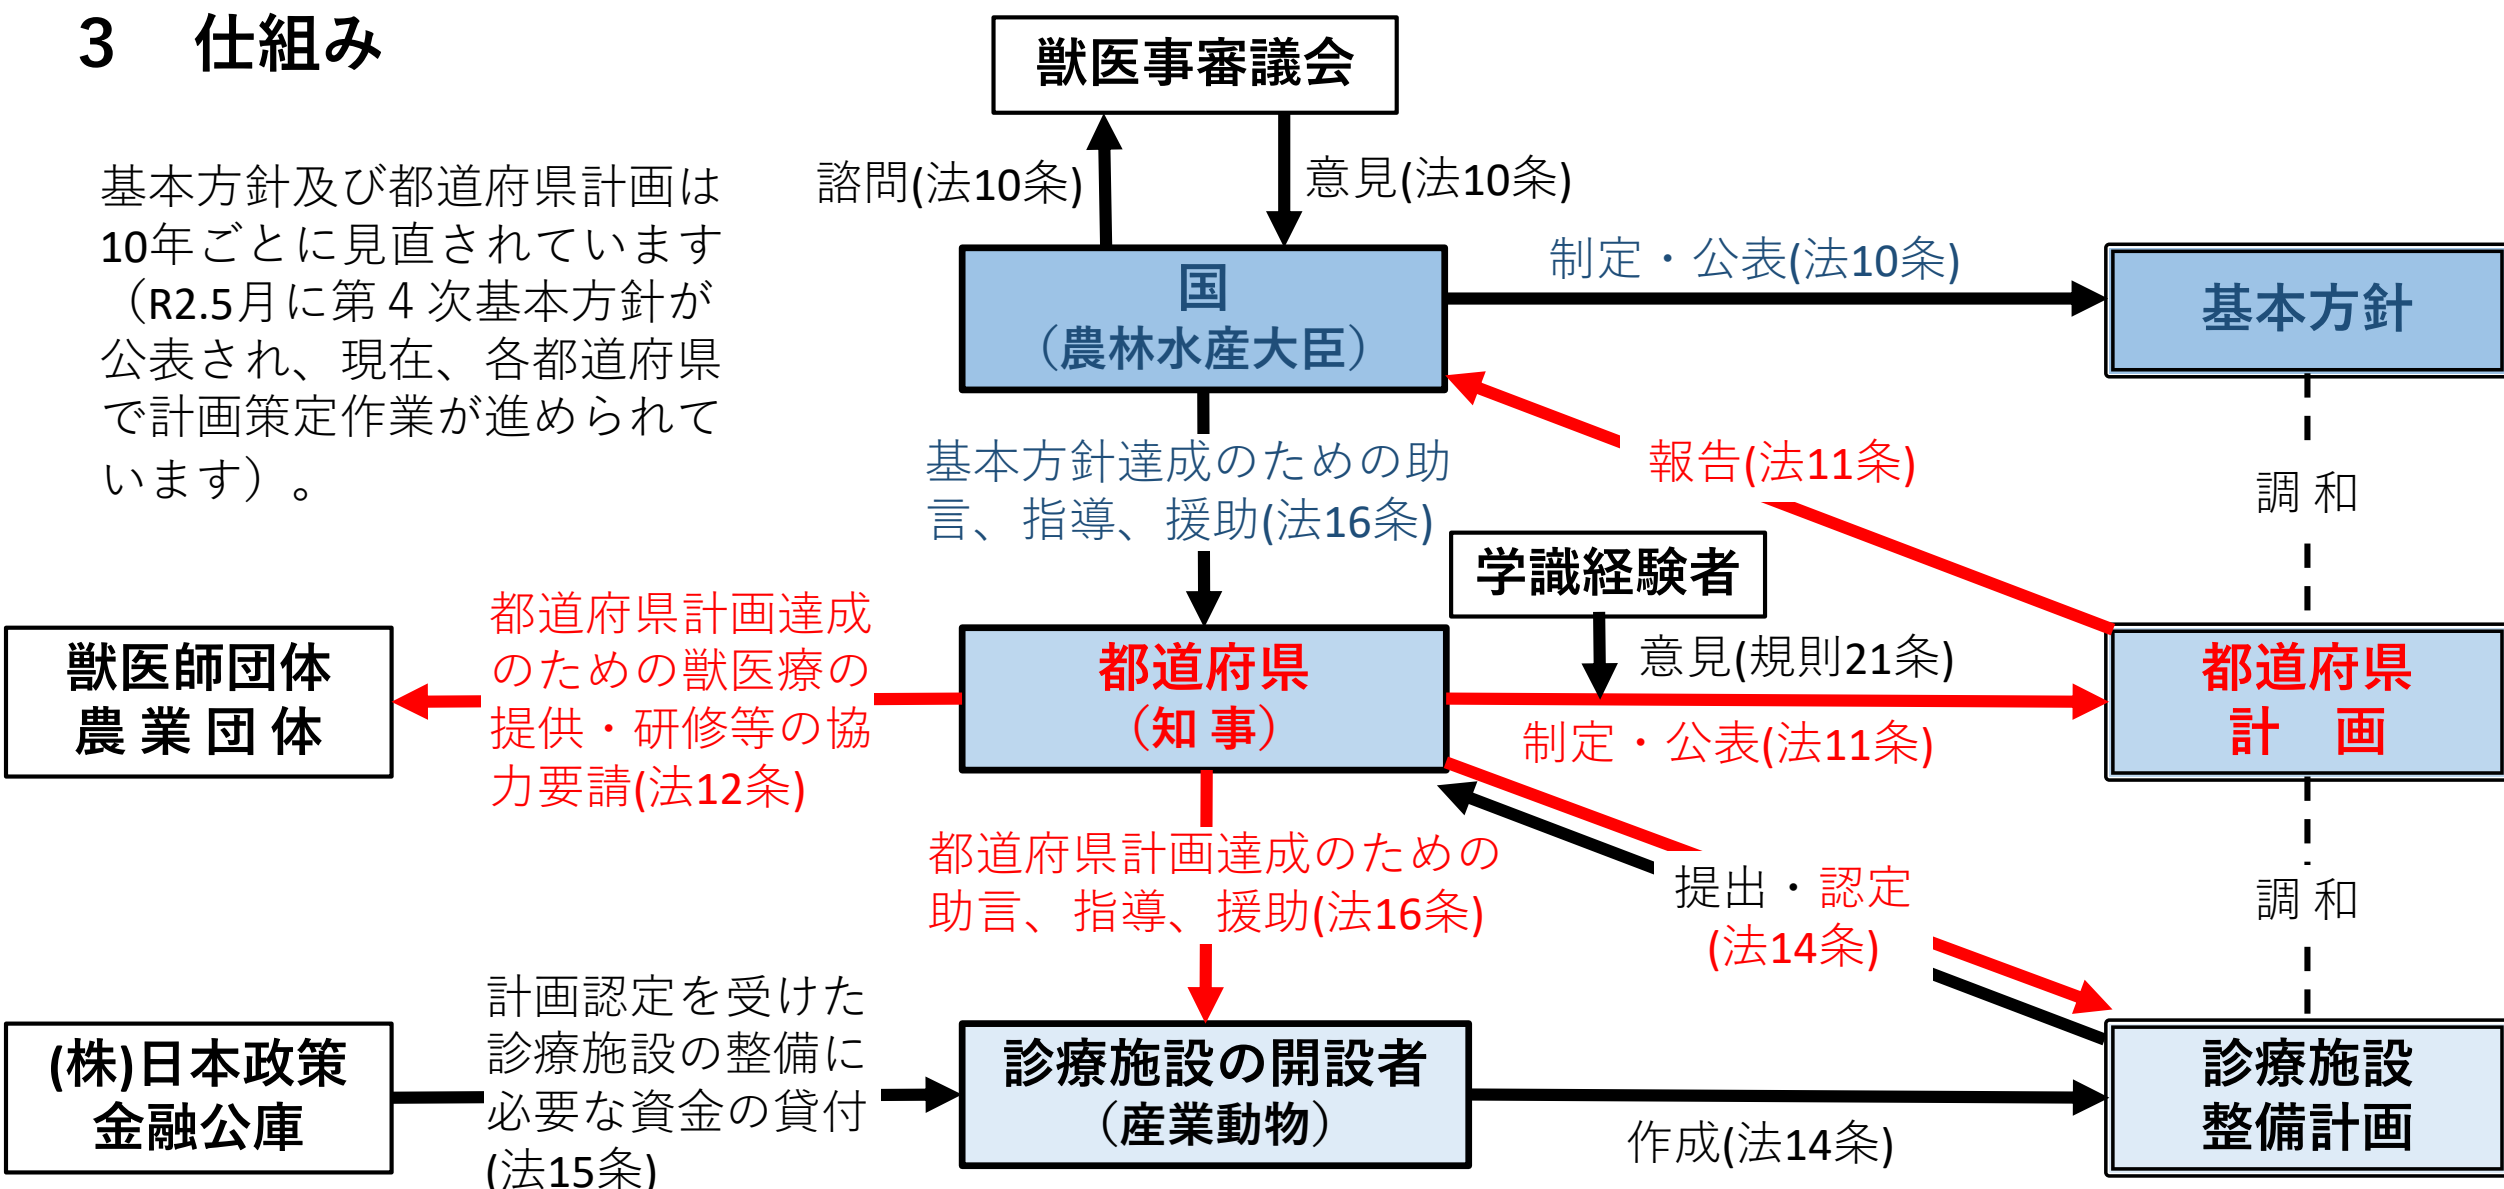 3　仕組み
基本方針及び都道府県計画は
10年ごとに見直されています
（R2.5月に第４次基本方針が
公表され、現在、各都道府県
で計画策定作業が進められて
います）。
獣医事審議会
諮問(法10条)
意見(法10条)
国
（農林水産大臣）
制定・公表(法10条)
基本方針
基本方針達成のための助
言、指導、援助(法16条)
報告(法11条)
調 和
学識経験者
意見(規則21条)
獣医師団体
農 業 団 体
都道府県計画達成
のための獣医療の
提供・研修等の協
力要請(法12条)
都道府県
（知 事）
制定・公表(法11条)
都道府県
計　画
都道府県計画達成のための
助言、指導、援助(法16条)
提出・認定
(法14条)
調 和
(株)日本政策
金融公庫
計画認定を受けた
診療施設の整備に
必要な資金の貸付
(法15条)
診療施設の開設者
（産業動物）
作成(法14条)
診療施設
整備計画